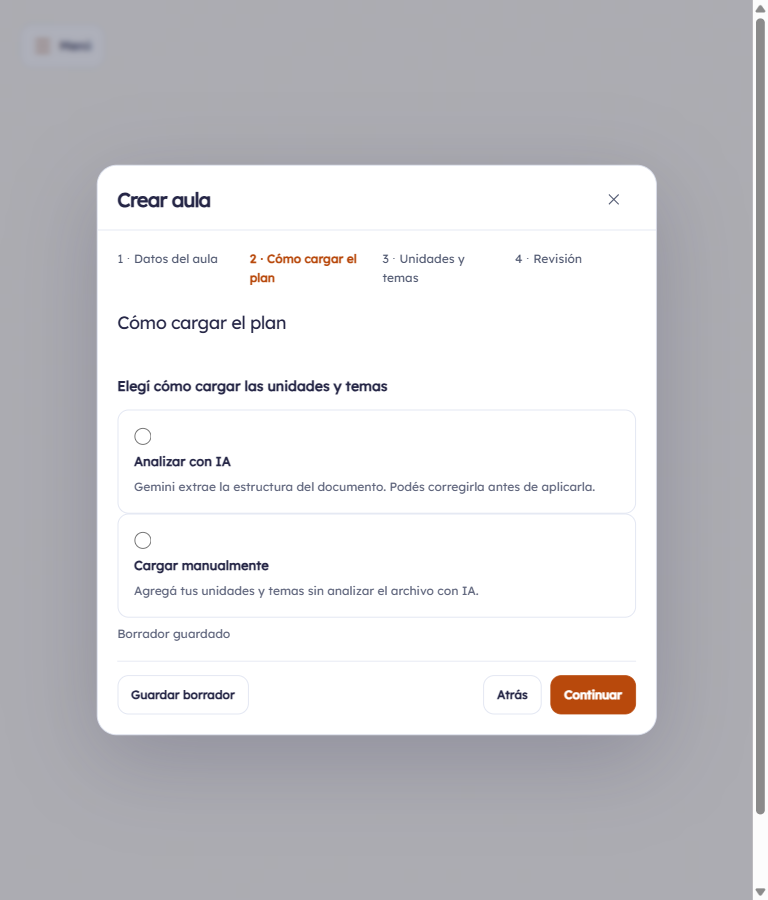 Menú
Crear aula
1 · Datos del aula
2 · Cómo cargar el
plan
3 · Unidades y
temas
4 · Revisión
Cómo cargar el plan
Elegí cómo cargar las unidades y temas
Analizar con IA
Gemini extrae la estructura del documento. Podés corregirla antes de aplicarla.
Cargar manualmente
Agregá tus unidades y temas sin analizar el archivo con IA.
Borrador guardado
Guardar borrador
Atrás
Continuar